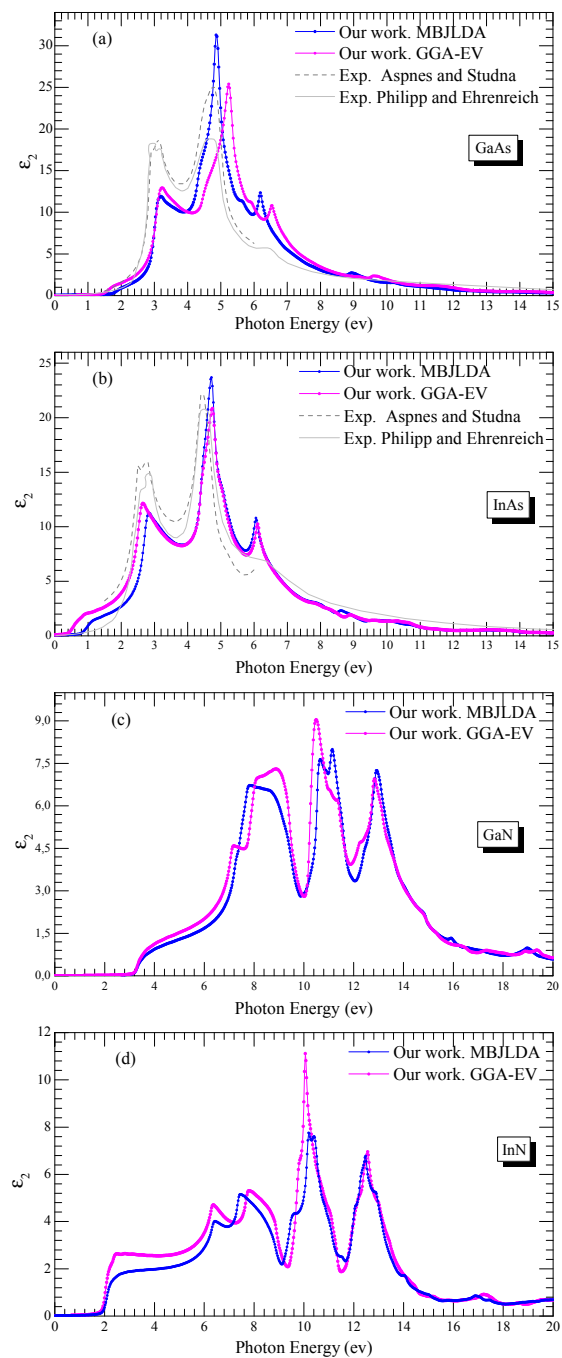 (a)
Our work. MBJLDA
Our work. GGA-EV
Exp. Aspnes and Studna
Exp. Philipp and Ehrenreich
GaAs
ε2
30
25
20
15
10
5
0
0 1 2 3 4 5 6 7 8 9 10 11 12 13 14 15
Photon Energy (ev)
(b)
Our work. MBJLDA
Our work. GGA-EV
Exp. Aspnes and Studna
Exp. Philipp and Ehrenreich
InAs
ε2
25
20
15
10
5
0
0 1 2 3 4 5 6 7 8 9 10 11 12 13 14 15
Photon Energy (ev)
(c)
Our work. MBJLDA
Our work. GGA-EV
GaN
ε2
9,0
7,5
6,0
4,5
3,0
1,5
0,0
0 2 4 6 8 10 12 14 16 18 20
Photon Energy (ev)
(d)
Our work. MBJLDA
Our work. GGA-EV
InN
ε2
12
10
8
6
4
2
0
0 2 4 6 8 10 12 14 16 18 20
Photon Energy (ev)